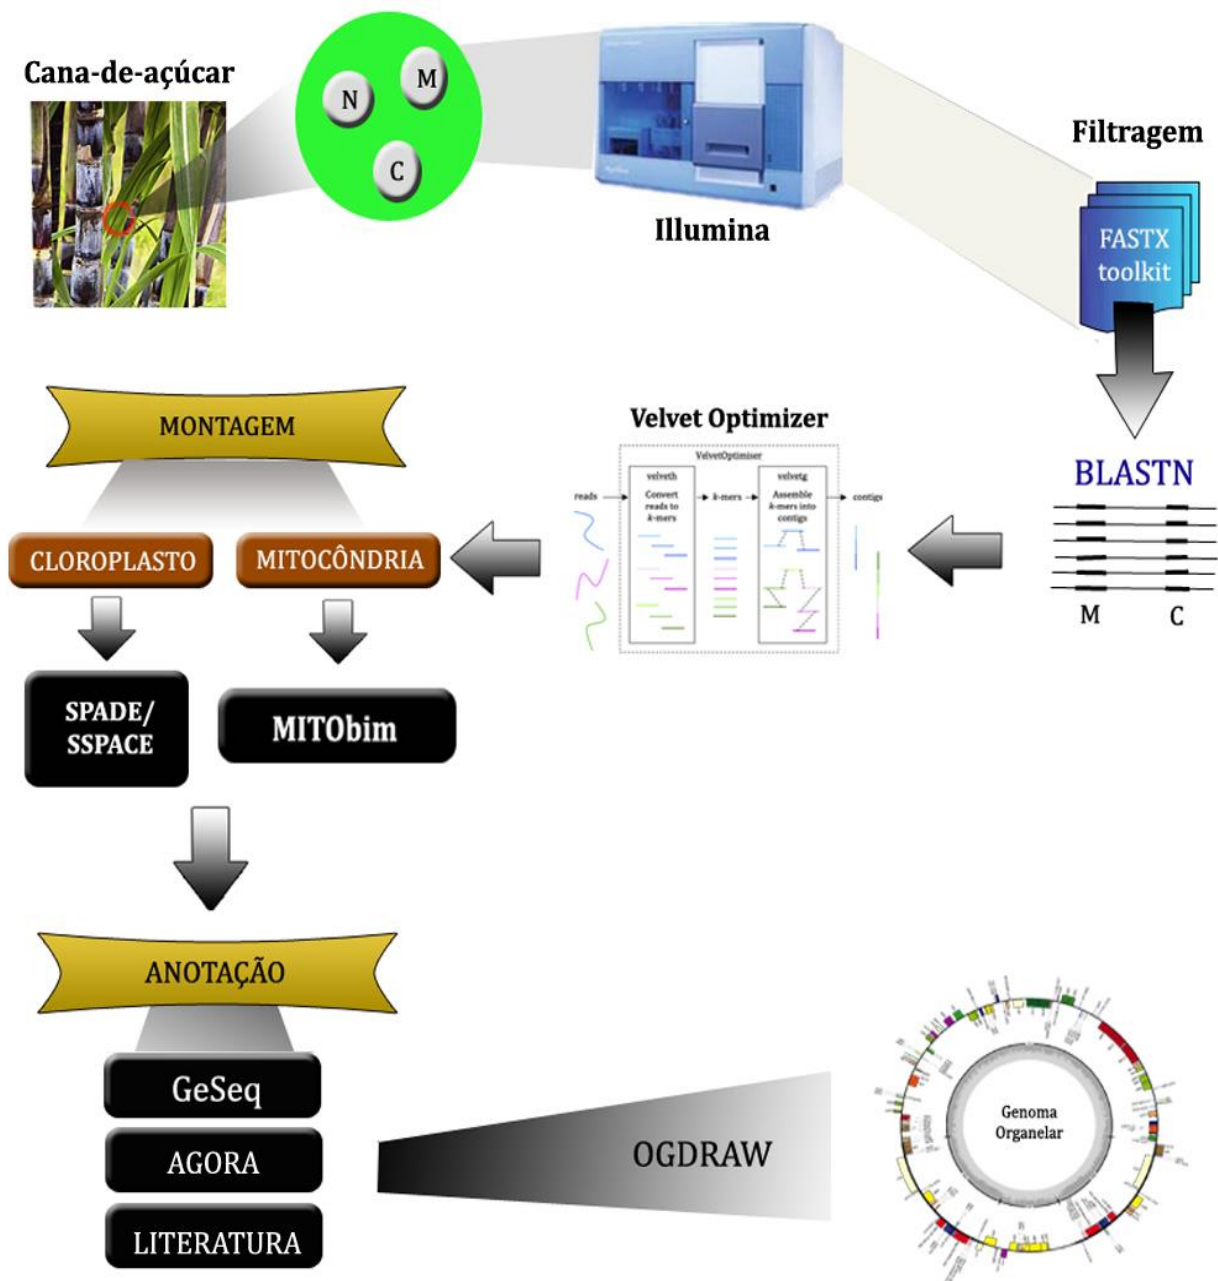 Cana-de-açúcar
N
M
C
Illumina
Filtragem
FASTX
toolkit
BLASTN
M C
Velvet Optimizer
VelvetOptimiser
velveth
velvetg
reads
Convert
reads to
k-mers
k-mers
Assemble
k-mers into
contigs
contigs
MONTAGEM
CLOROPLASTO
MITOCÔNDRIA
SPADE/
SSPACE
MITObim
ANOTAÇÃO
GeSeq
AGORA
LITERATURA
OGDRAW
Genoma
Organelar